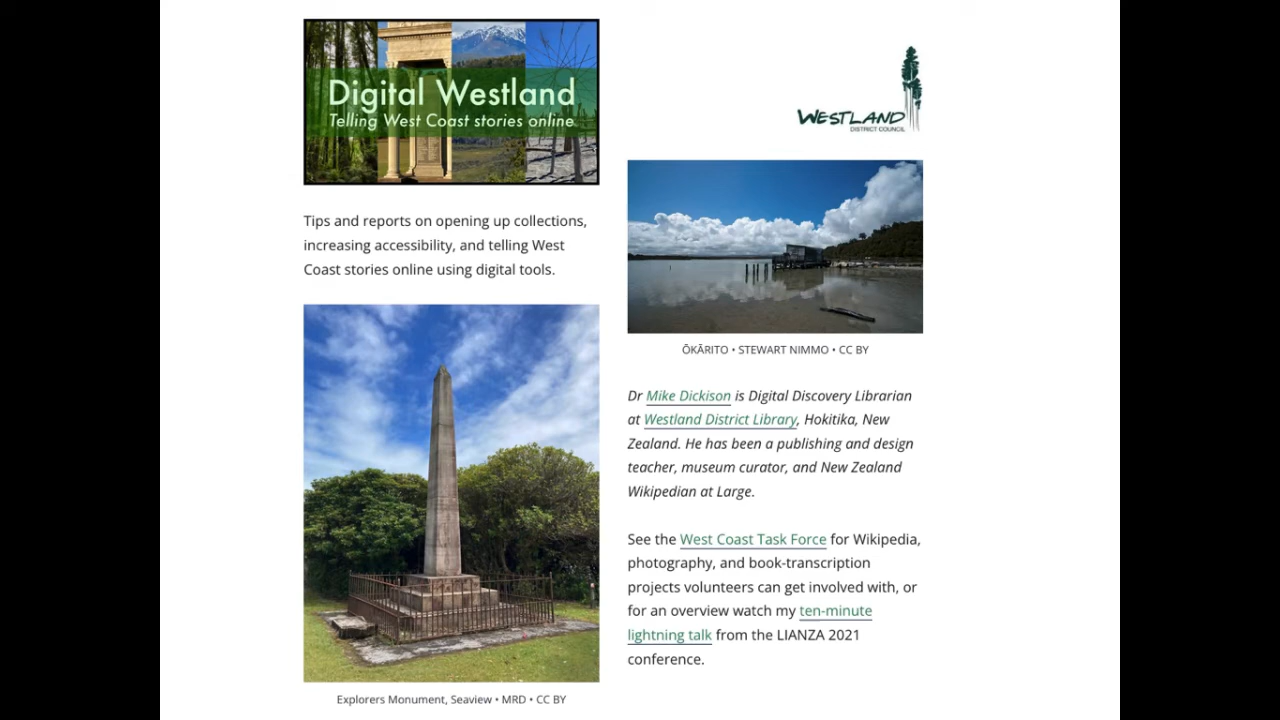 Digital Westland
Telling West Coast stories online
Tips and reports on opening up collections,
increasing accessibility, and telling West
Coast stories online using digital tools.
Explorers Monument, Seaview • MRD • CC BY
WESTLAND
DISTRICT COUNCIL
ŌKĀRITO • STEWART NIMMO • CC BY
Dr Mike Dickison is Digital Discovery Librarian
at Westland District Library, Hokitika, New
Zealand. He has been a publishing and design
teacher, museum curator, and New Zealand
Wikipedian at Large.
See the West Coast Task Force for Wikipedia,
photography, and book-transcription
projects volunteers can get involved with, or
for an overview watch my ten-minute
lightning talk from the LIANZA 2021
conference.